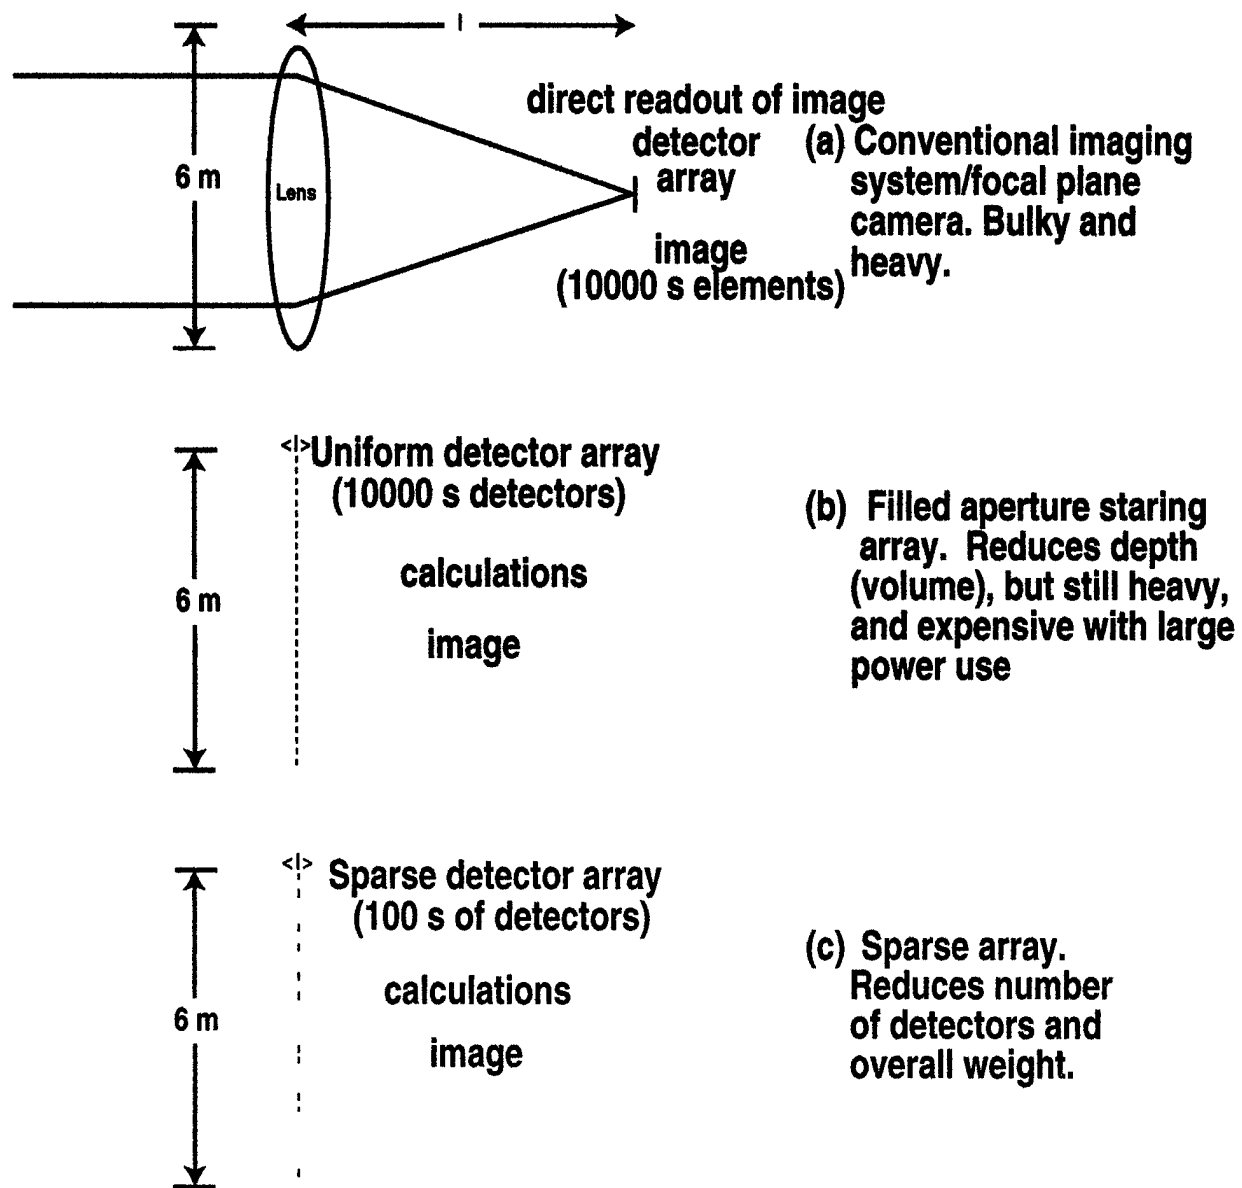 l
6 m
Lens
direct readout of image
detector
array
image
(10000 s elements)
(a) Conventional imaging
system/focal plane
camera. Bulky and
heavy.
<l>Uniform detector array
(10000 s detectors)
6 m
calculations
image
(b) Filled aperture staring
array. Reduces depth
(volume), but still heavy,
and expensive with large
power use
<l>
Sparse detector array
(100 s of detectors)
6 m
calculations
image
(c) Sparse array.
Reduces number
of detectors and
overall weight.